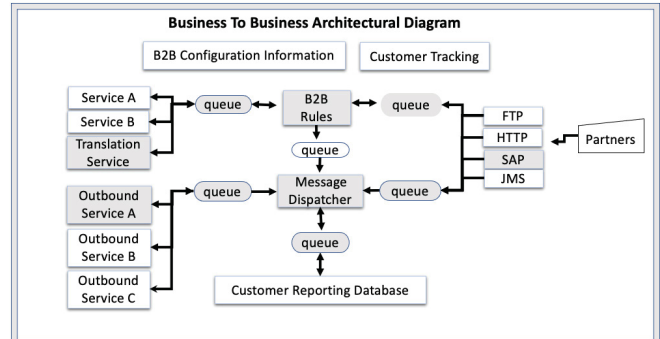 Business To Business Architectural Diagram
B2B Configuration Information
Customer Tracking
Service A
Service B
Translation
Service
queue
B2B
Rules
queue
FTP
HTTP
SAP
JMS
Partners
queue
Outbound
Service A
Outbound
Service B
Outbound
Service C
queue
Message
Dispatcher
queue
queue
Customer Reporting Database